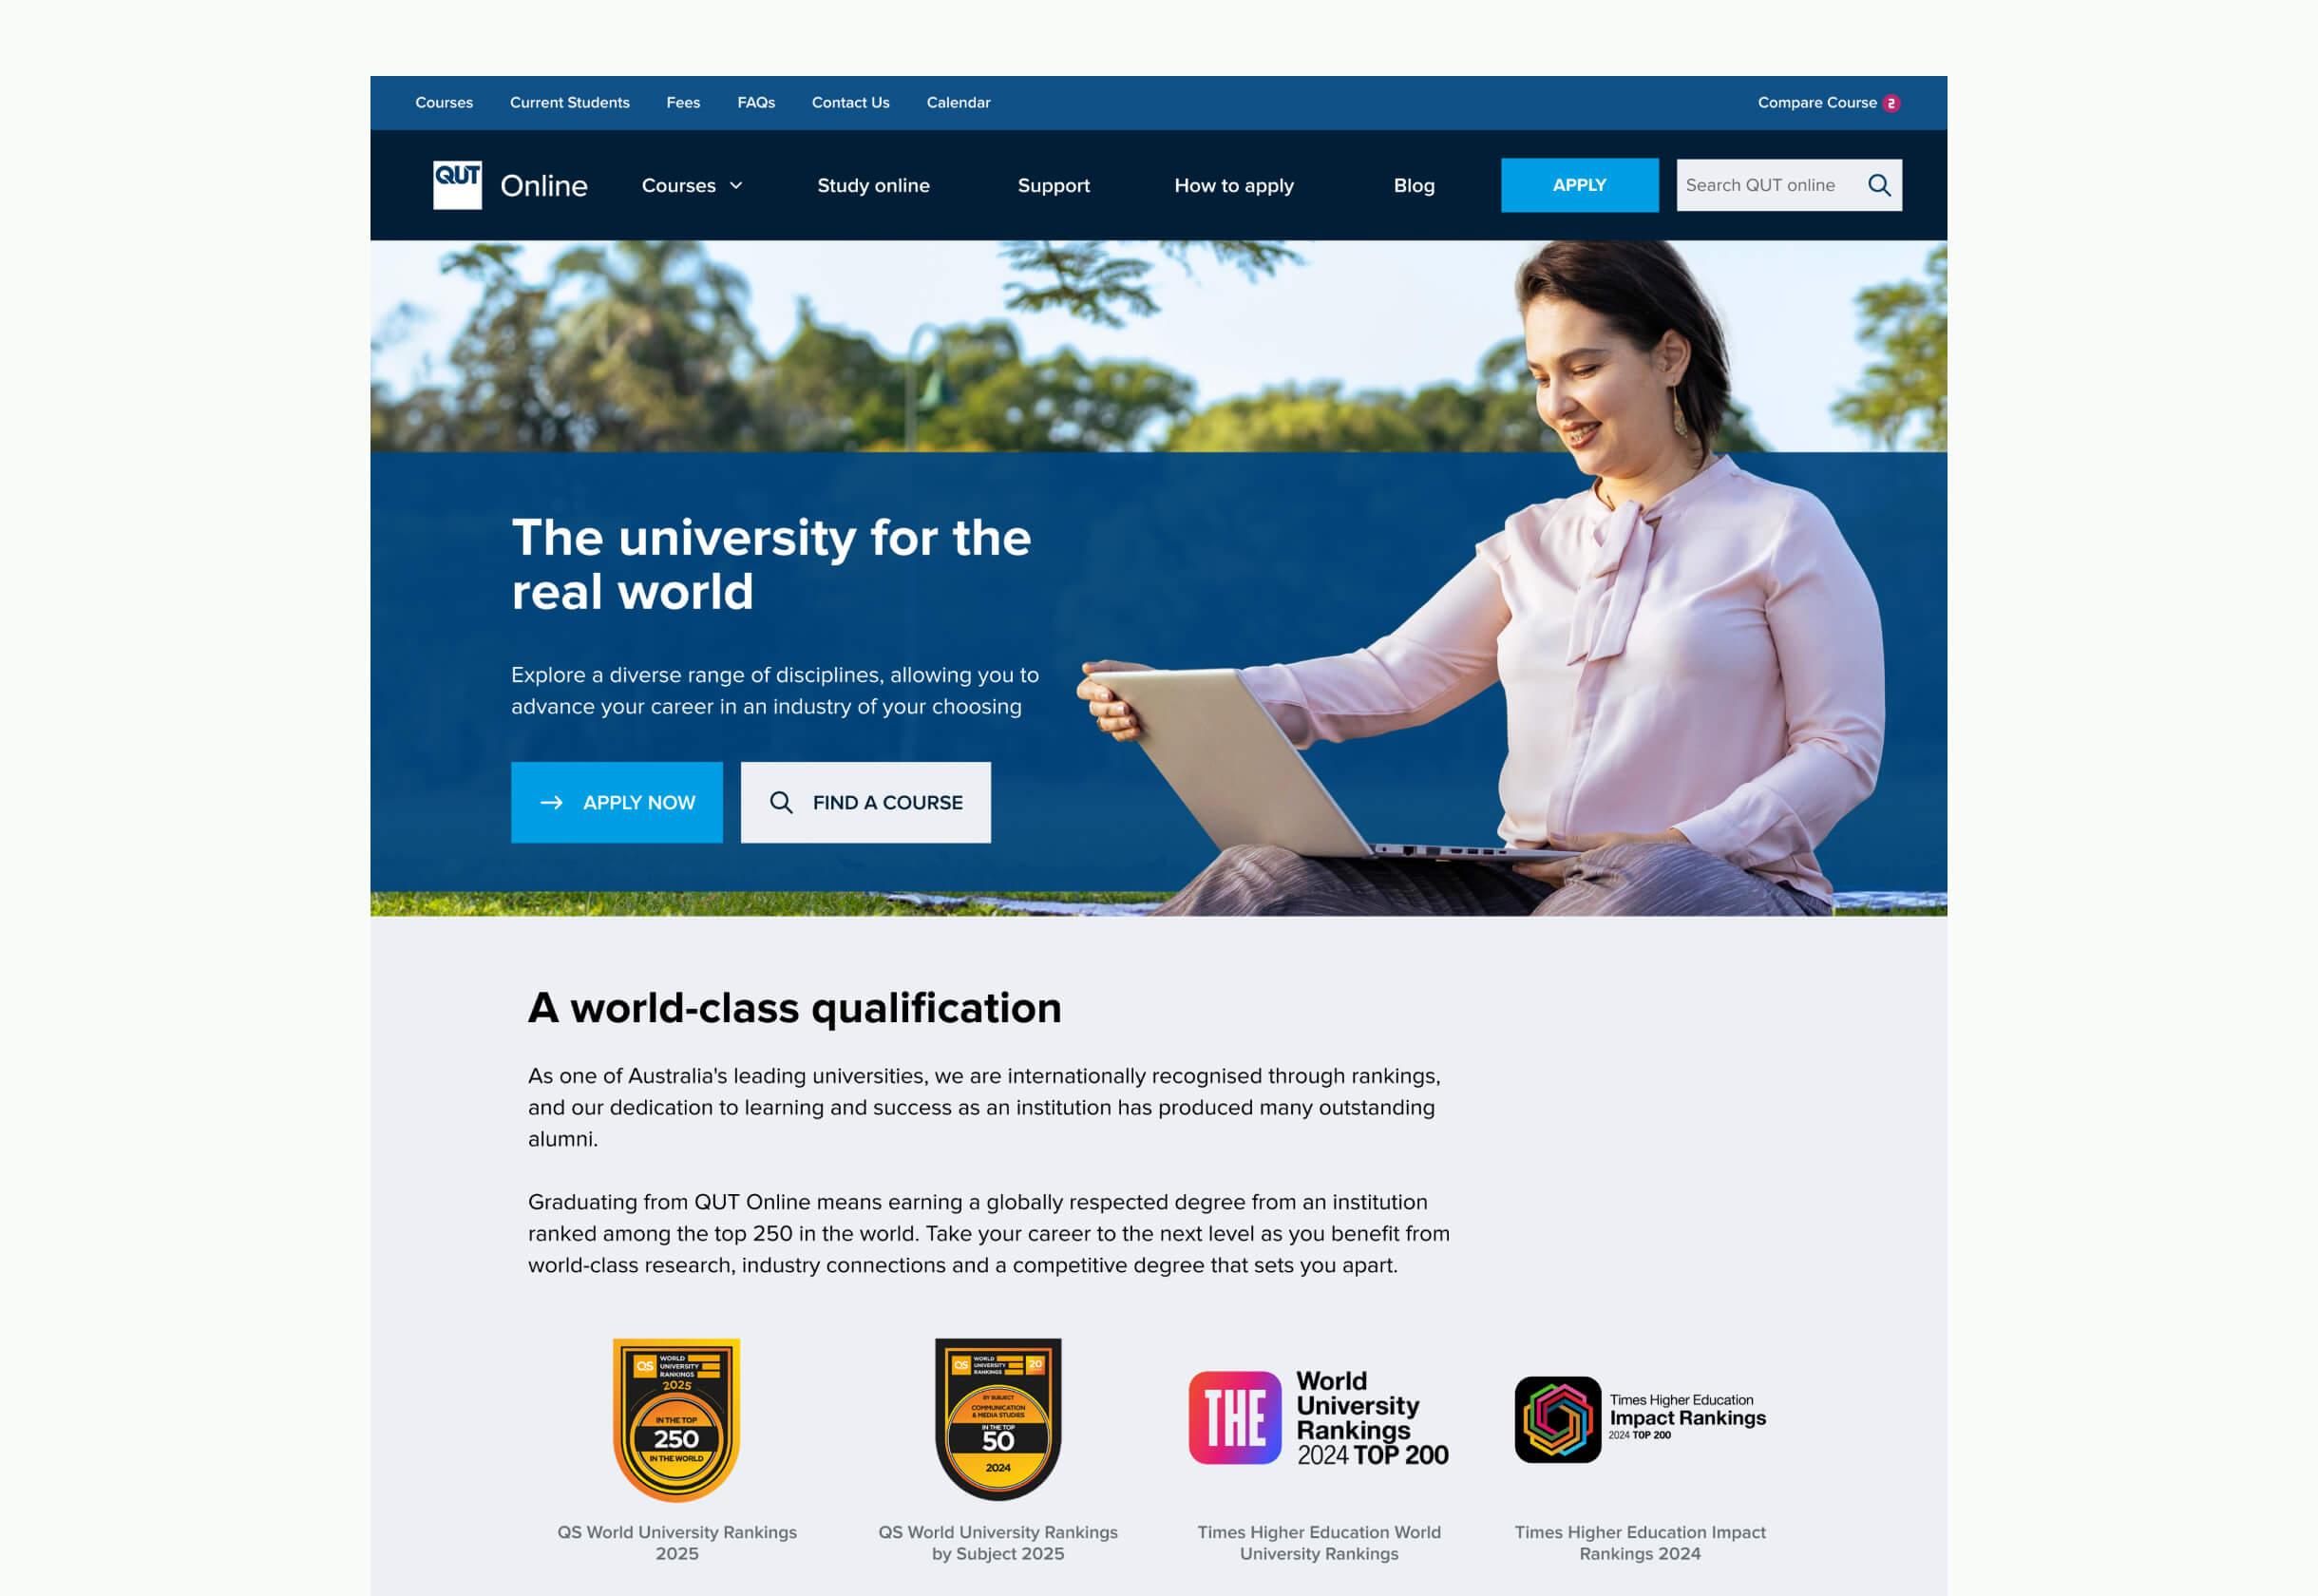 Courses Current Students Fees FAQs Contact Us Calendar Compare Course 2
QUT Online Courses Study online Support How to apply Blog APPLY Search QUT online
The university for the
real world
Explore a diverse range of disciplines, allowing you to
advance your career in an industry of your choosing
APPLY NOW FIND A COURSE
A world-class qualification
As one of Australia's leading universities, we are internationally recognised through rankings,
and our dedication to learning and success as an institution has produced many outstanding
alumni.
Graduating from QUT Online means earning a globally respected degree from an institution
ranked among the top 250 in the world. Take your career to the next level as you benefit from
world-class research, industry connections and a competitive degree that sets you apart.
QS WORLD
UNIVERSITY
RANKINGS
2025
IN THE TOP
250
IN THE WORLD
QS World University Rankings
2025
QS WORLD
UNIVERSITY
RANKINGS
20
BY SUBJECT
COMMUNICATION
& MEDIA STUDIES
IN THE TOP
50
2024
QS World University Rankings
by Subject 2025
THE
World
University
Rankings
2024 TOP 200
Times Higher Education World
University Rankings
Times Higher Education
Impact Rankings
2024 TOP 200
Times Higher Education Impact
Rankings 2024